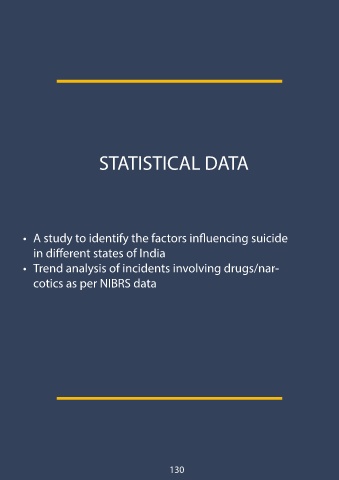 STATISTICAL DATA
• A study to identify the factors influencing suicide
in different states of India
• Trend analysis of incidents involving drugs/nar-
cotics as per NIBRS data
130